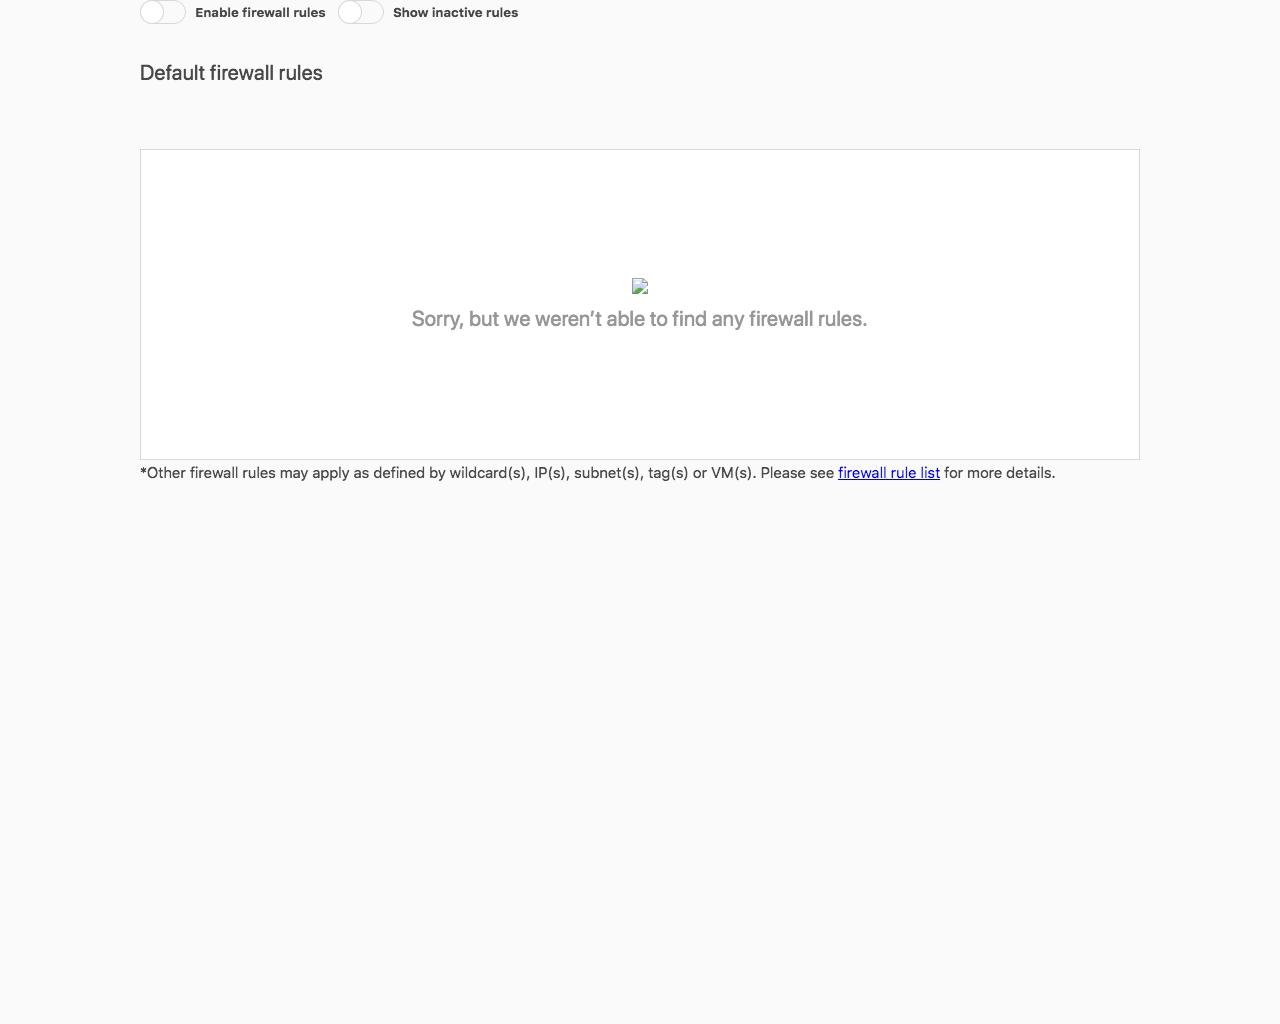 Enable firewall rules Show inactive rules
Default firewall rules
Sorry, but we weren’t able to find any firewall rules.
*Other firewall rules may apply as defined by wildcard(s), IP(s), subnet(s), tag(s) or VM(s). Please see firewall rule list for more details.